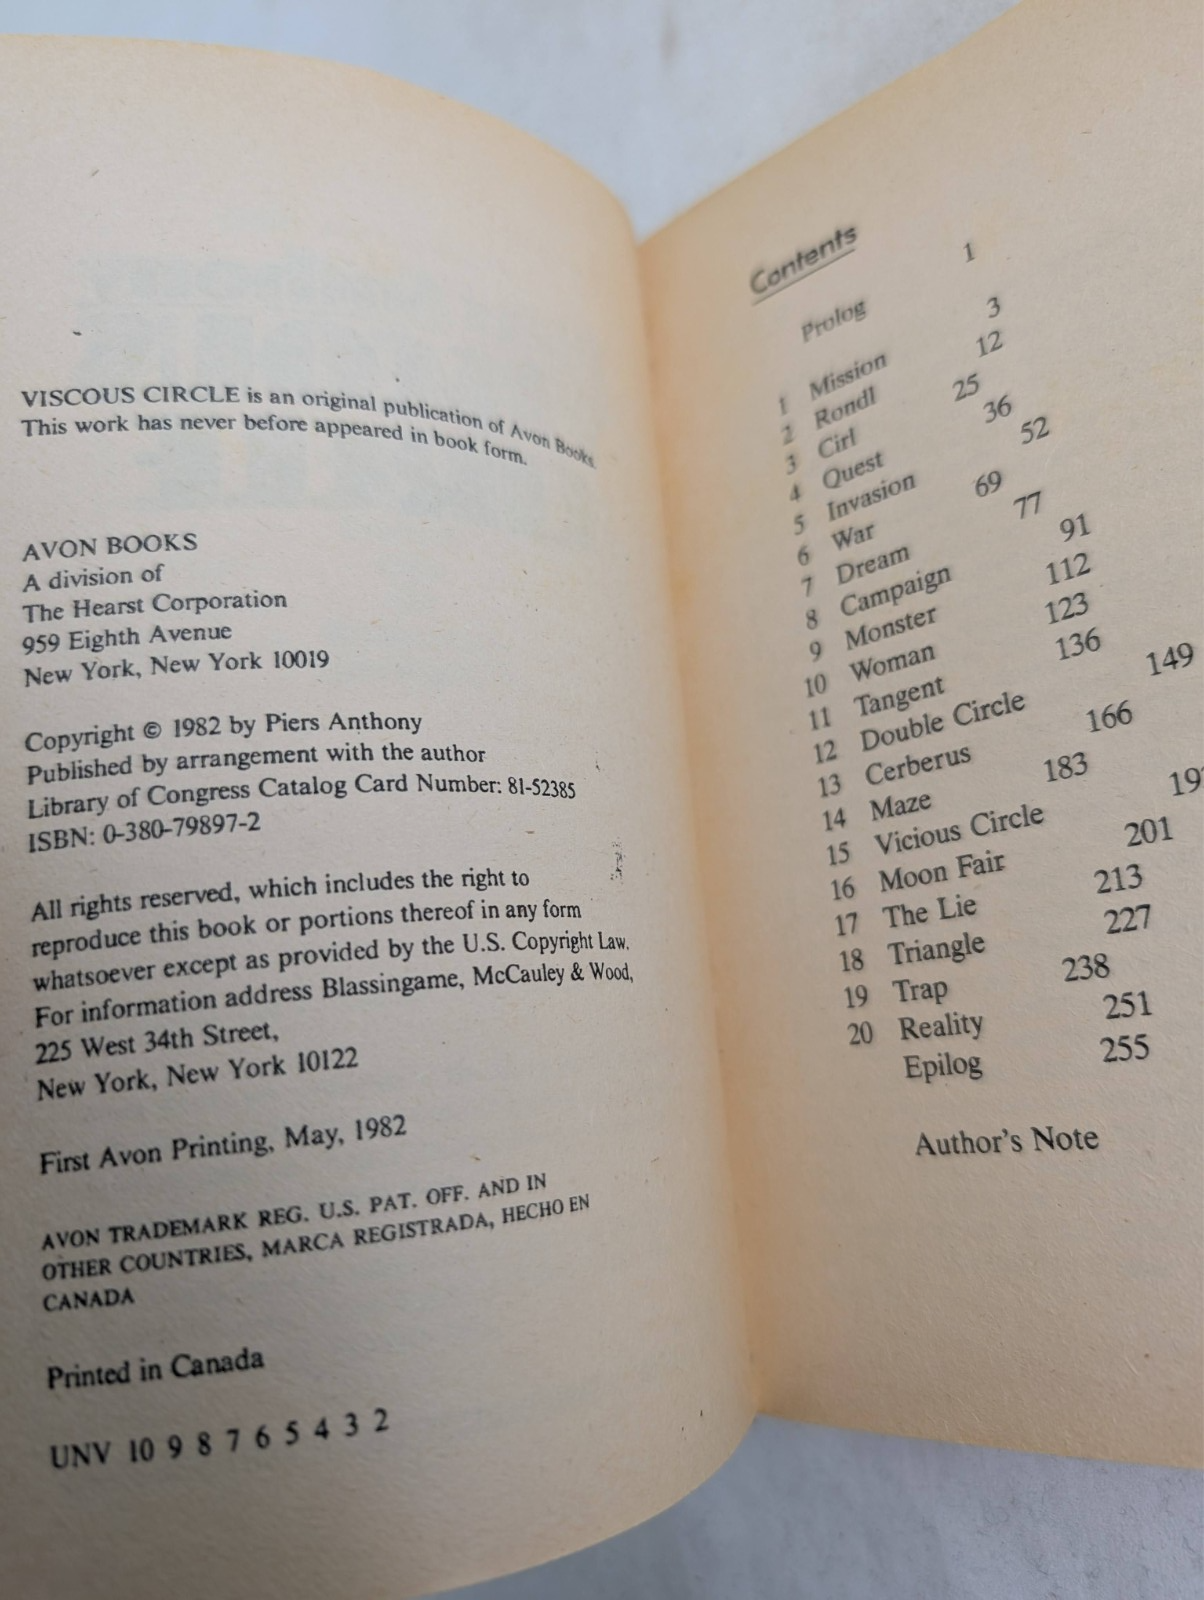 VISCOUS CIRCLE is an original publication of Avon Books.
This work has never before appeared in book form.
AVON BOOKS
A division of
The Hearst Corporation
959 Eighth Avenue
New York, New York 10019
Copyright © 1982 by Piers Anthony
Published by arrangement with the author
Library of Congress Catalog Card Number: 81-52385
ISBN: 0-380-79897-2
All rights reserved, which includes the right to
reproduce this book or portions thereof in any form
whatsoever except as provided by the U.S. Copyright Law.
For information address Blassingame, McCauley & Wood,
225 West 34th Street,
New York, New York 10122
First Avon Printing, May, 1982
AVON TRADEMARK REG. U.S. PAT. OFF. AND IN
OTHER COUNTRIES, MARCA REGISTRADA, HECHO EN
CANADA
Printed in Canada
UNV 10 9 8 7 6 5 4 3 2
Contents
Prolog 1
1 Mission 3
2 Rondl 12
3 Cirl 25
4 Quest 36
5 Invasion 52
6 War 69
7 Dream 77
8 Campaign 91
9 Monster 112
10 Woman 123
11 Tangent 136
12 Double Circle 149
13 Cerberus 166
14 Maze 183
15 Vicious Circle
16 Moon Fair 201
17 The Lie 213
18 Triangle 227
19 Trap 238
20 Reality 251
Epilog 255
Author's Note